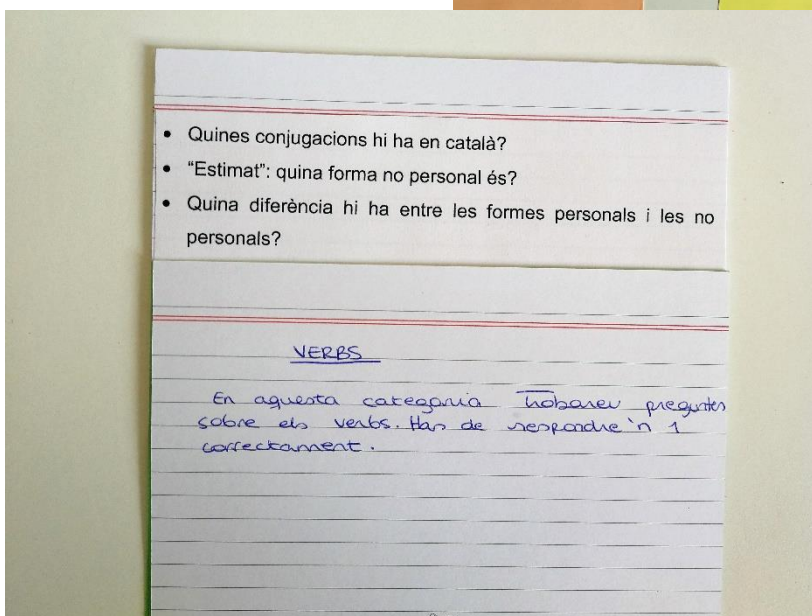 • Quines conjugacions hi ha en català?
• “Estimat”: quina forma no personal és?
• Quina diferència hi ha entre les formes personals i les no
personals?
VERBS
En aquesta categoria trobareu preguntes
sobre els verbs. Has de respondre'n 1
correctament.